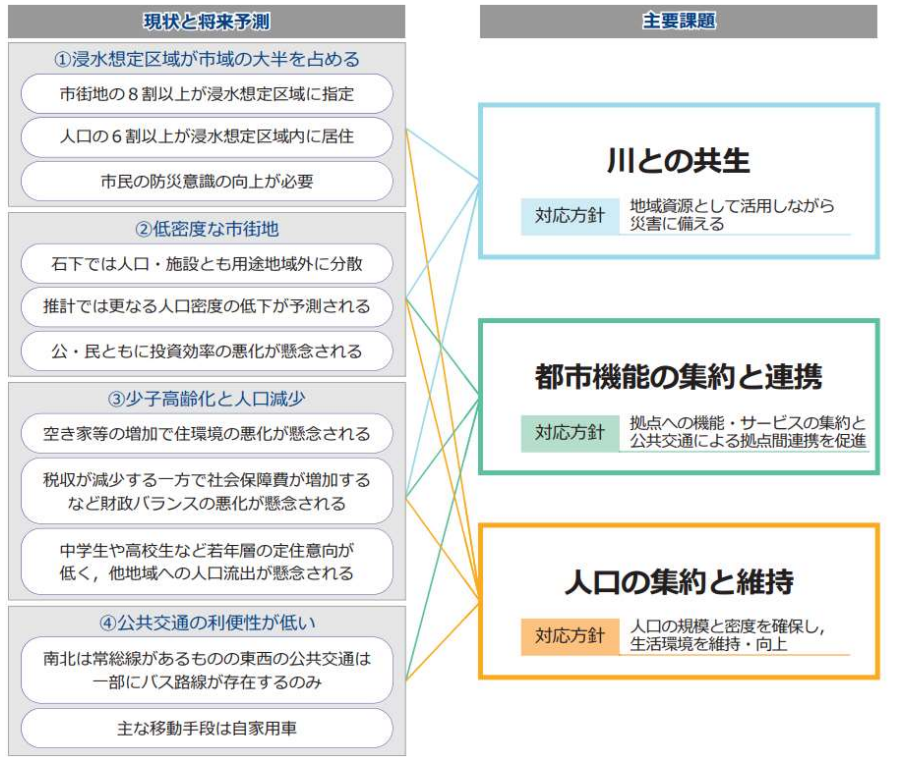 現状と将来予測
①浸水想定区域が市域の大半を占める
市街地の８割以上が浸水想定区域に指定
人口の６割以上が浸水想定区域内に居住
市民の防災意識の向上が必要
②低密度な市街地
石下では人口・施設とも用途地域外に分散
推計では更なる人口密度の低下が予測される
公・民ともに投資効率の悪化が懸念される
③少子高齢化と人口減少
空き家等の増加で住環境の悪化が懸念される
税収が減少する一方で社会保障費が増加する
など財政バランスの悪化が懸念される
中学生や高校生など若年層の定住意向が
低く，他地域への人口流出が懸念される
④公共交通の利便性が低い
南北は常総線があるものの東西の公共交通は
一部にバス路線が存在するのみ
主な移動手段は自家用車
主要課題
川との共生
対応方針
地域資源として活用しながら
災害に備える
都市機能の集約と連携
対応方針
拠点への機能・サービスの集約と
公共交通による拠点間連携を促進
人口の集約と維持
対応方針
人口の規模と密度を確保し，
生活環境を維持・向上